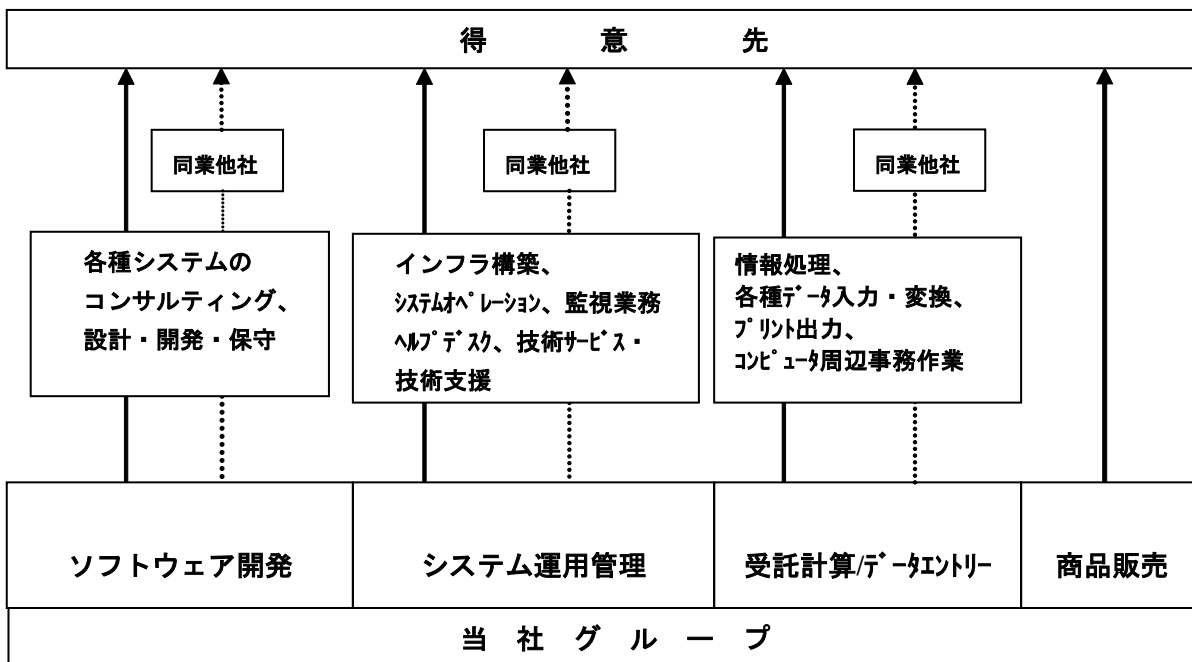 得意先
同業他社
同業他社
同業他社
各種システムの
コンサルティング、
設計・開発・保守
インフラ構築、
ｼｽﾃﾑｵﾍﾟﾚｰｼｮﾝ、監視業務
ﾍﾙﾌﾟﾃﾞｽｸ、技術ｻｰﾋﾞｽ・
技術支援
情報処理、
各種ﾃﾞｰﾀ入力・変換、
ﾌﾟﾘﾝﾄ出力、
ｺﾝﾋﾟｭｰﾀ周辺事務作業
ソフトウェア開発
システム運用管理
受託計算/ﾃﾞｰﾀｴﾝﾄﾘｰ
商品販売
当社グループ